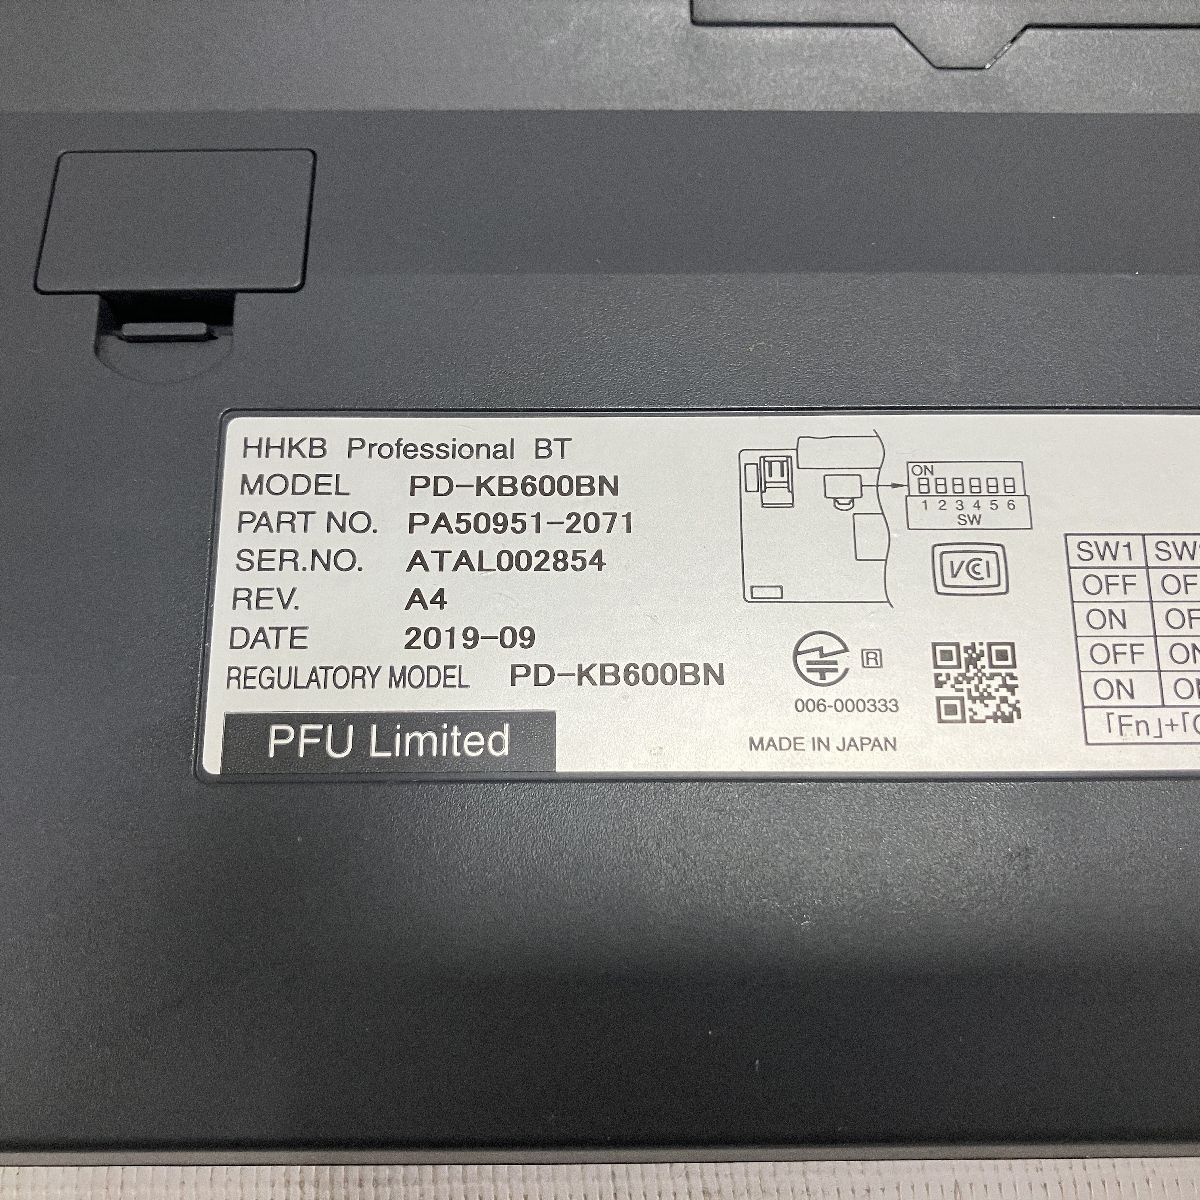 HHKB Professional BT
MODEL PD-KB600BN
PART NO. PA50951-2071
SER.NO. ATAL002854
REV. A4
DATE 2019-09
REGULATORY MODEL PD-KB600BN
PFU Limited
ON
1 2 3 4 5 6
SW
VCCI
R
006-000333
MADE IN JAPAN
SW1
OFF
ON
OFF
ON
「Fn」+「